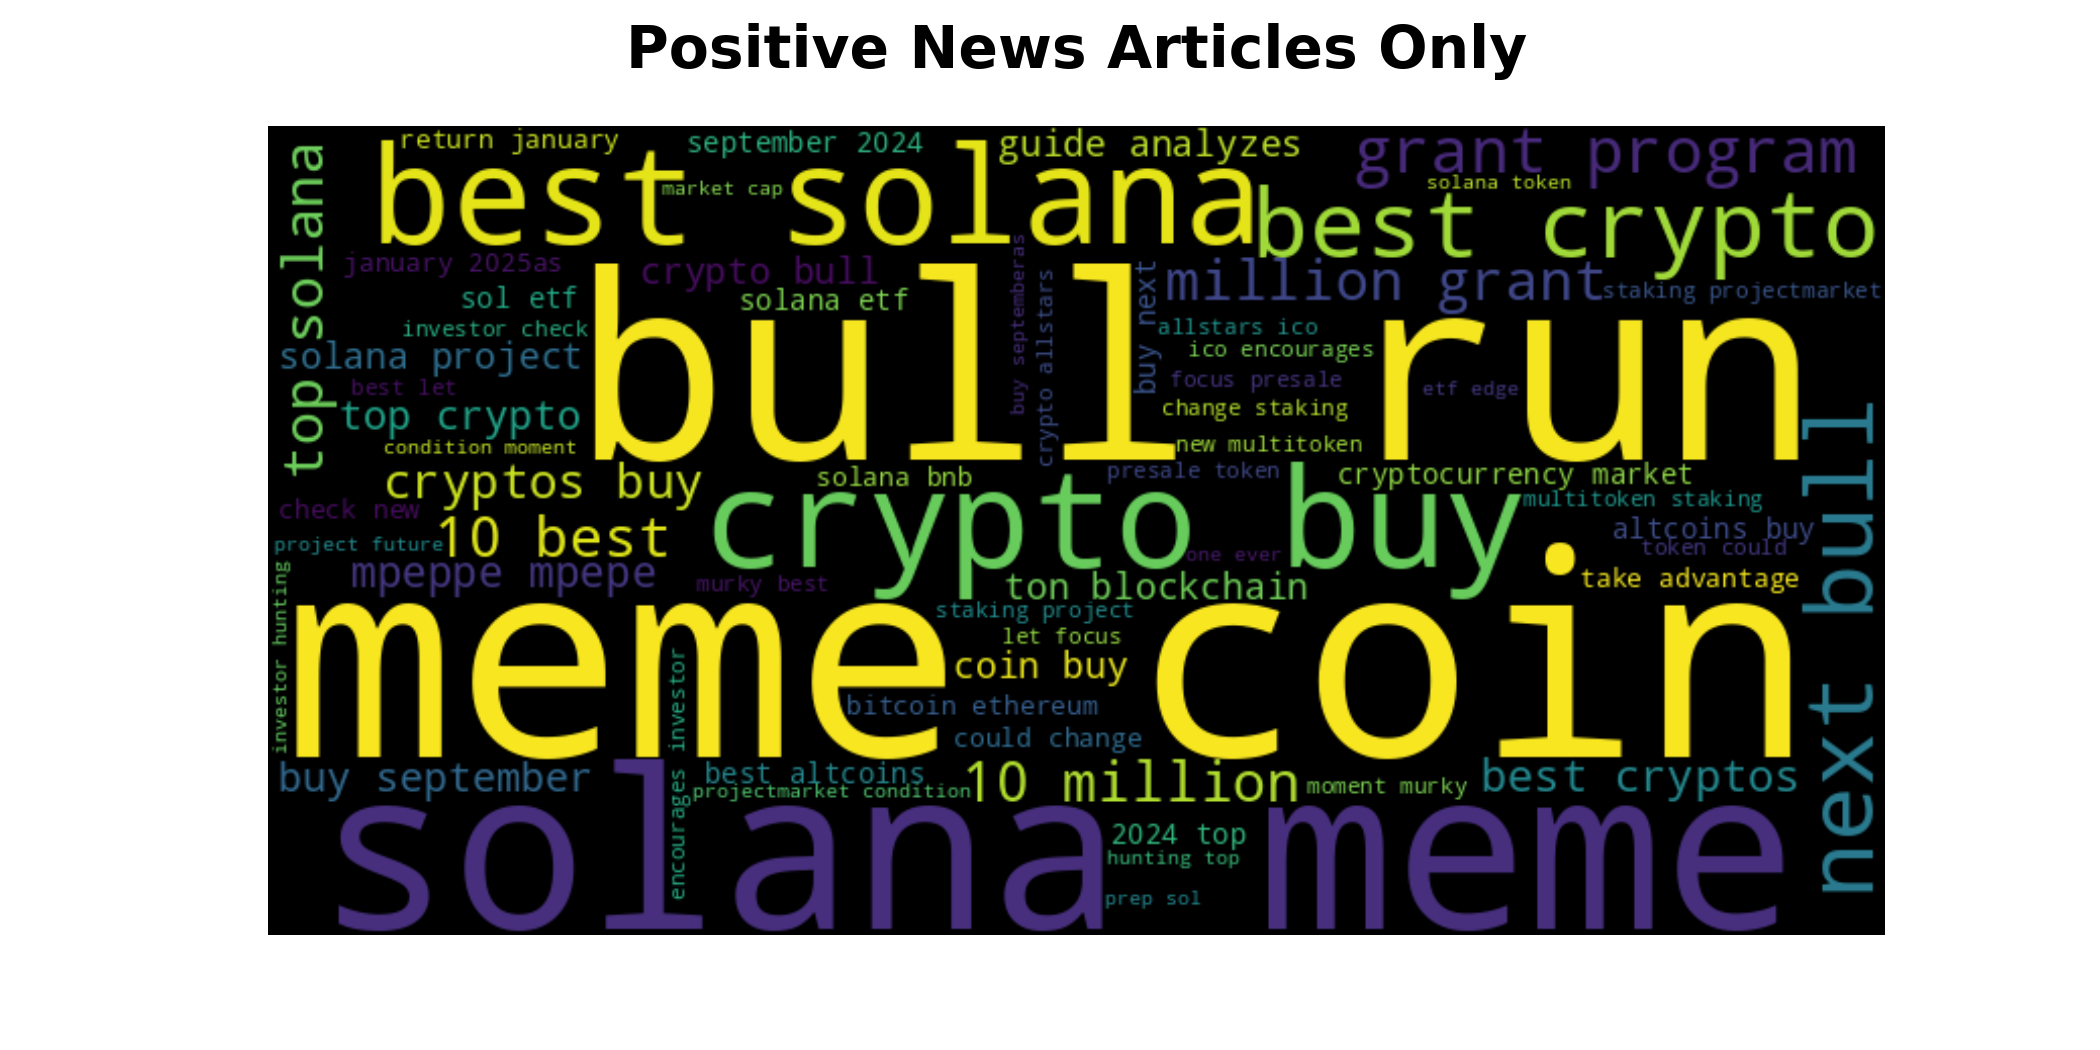 Positive News Articles Only
return january
september 2024
guide analyzes
grant program
top solana
best solana
market cap
solana token
best crypto
january 2025as
crypto bull
million grant
staking projectmarket
sol etf
solana etf
buy septemberas
crypto allstars
buy next
bull run
investor check
allstars ico
ico encourages
solana project
focus presale
etf edge
best let
top crypto
change staking
condition moment
new multitoken
next bull
cryptos buy
solana bnb
presale token
cryptocurrency market
crypto buy
multitoken staking
check new
10 best
altcoins buy
project future
one ever
token could
mpeppe mpepe
murky best
ton blockchain
take advantage
investor hunting
meme coin
staking project
let focus
coin buy
encourages investor
bitcoin ethereum
could change
buy september
best altcoins
10 million
moment murky
best cryptos
projectmarket condition
solana meme
2024 top
hunting top
prep sol